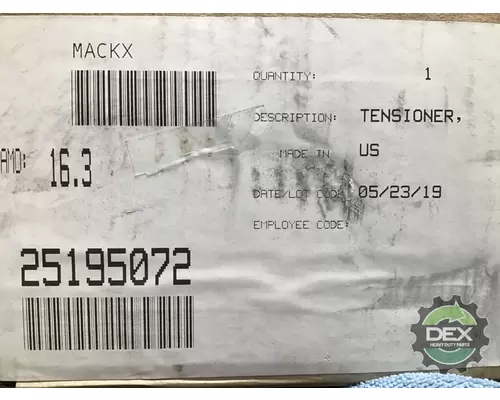 MACKX
QUANTITY: 1
DESCRIPTION: TENSIONER,
AMD: 16.3
MADE IN US
DATE/LOT CODE 05/23/19
EMPLOYEE CODE:
25195072
DEX
HEAVY DUTY PARTS